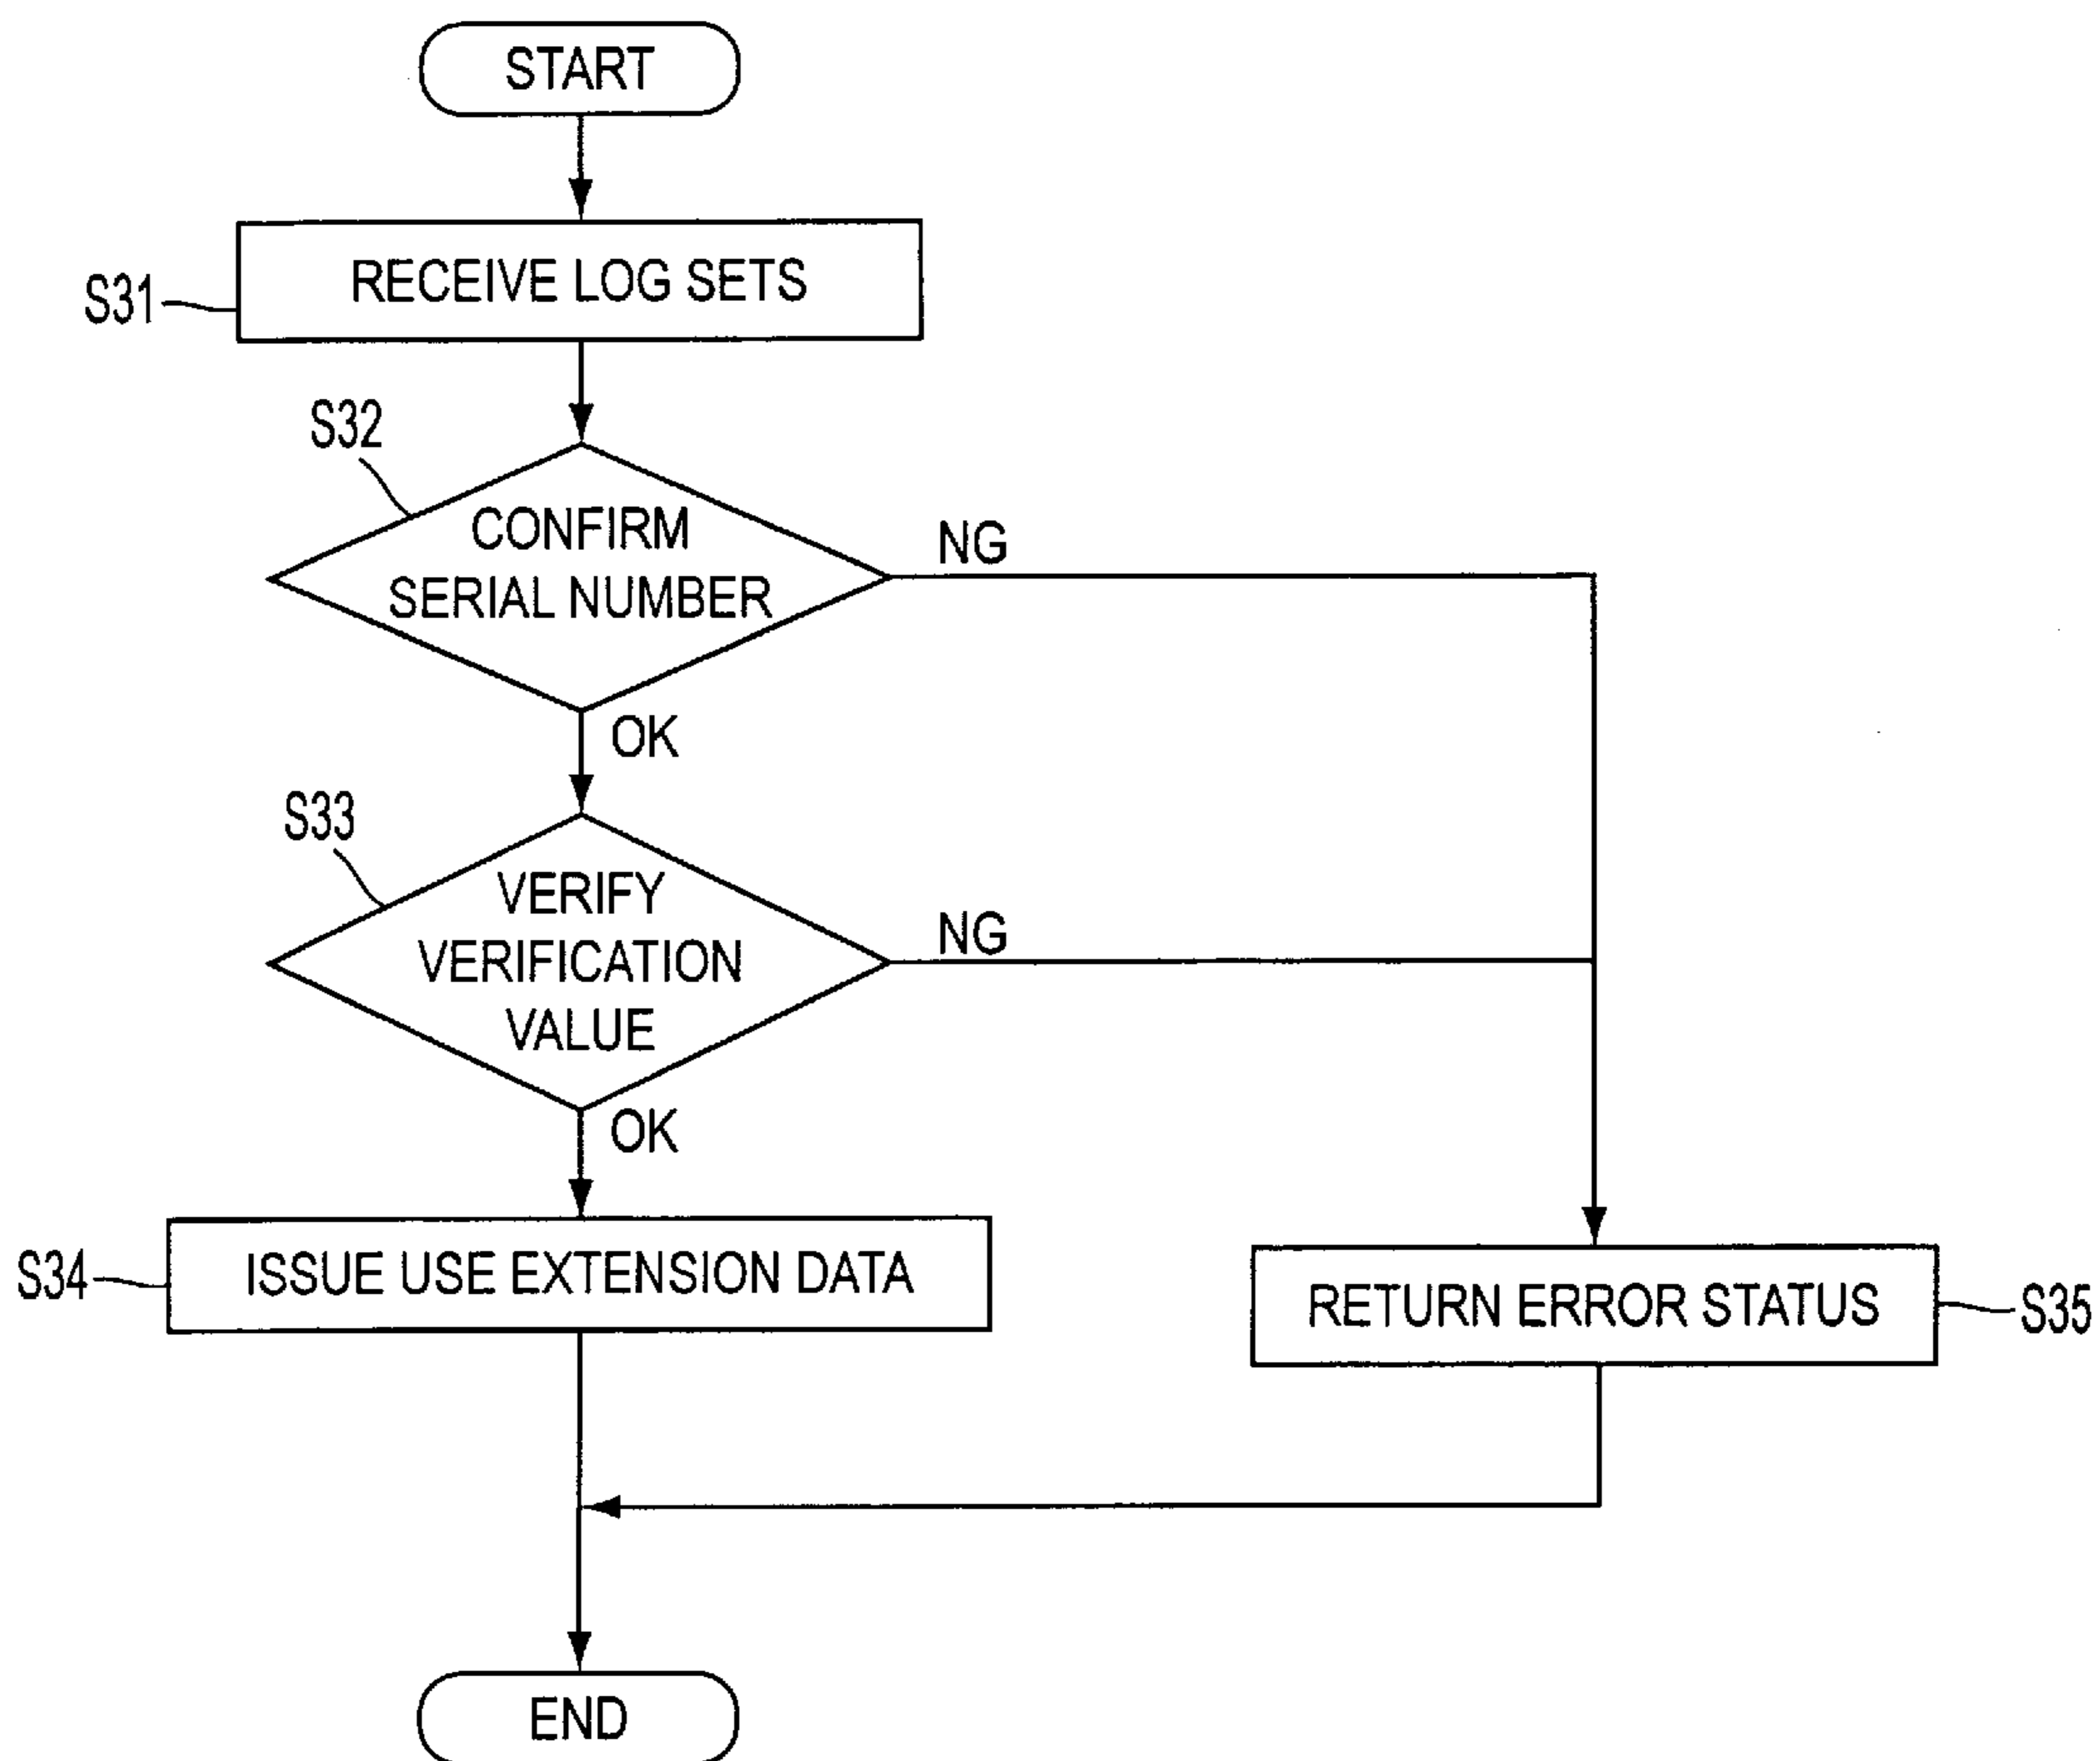 START
RECEIVE LOG SETS
S31
S32
CONFIRM
SERIAL NUMBER
NG
OK
S33
VERIFY
VERIFICATION
VALUE
NG
OK
S34
ISSUE USE EXTENSION DATA
RETURN ERROR STATUS
S35
END